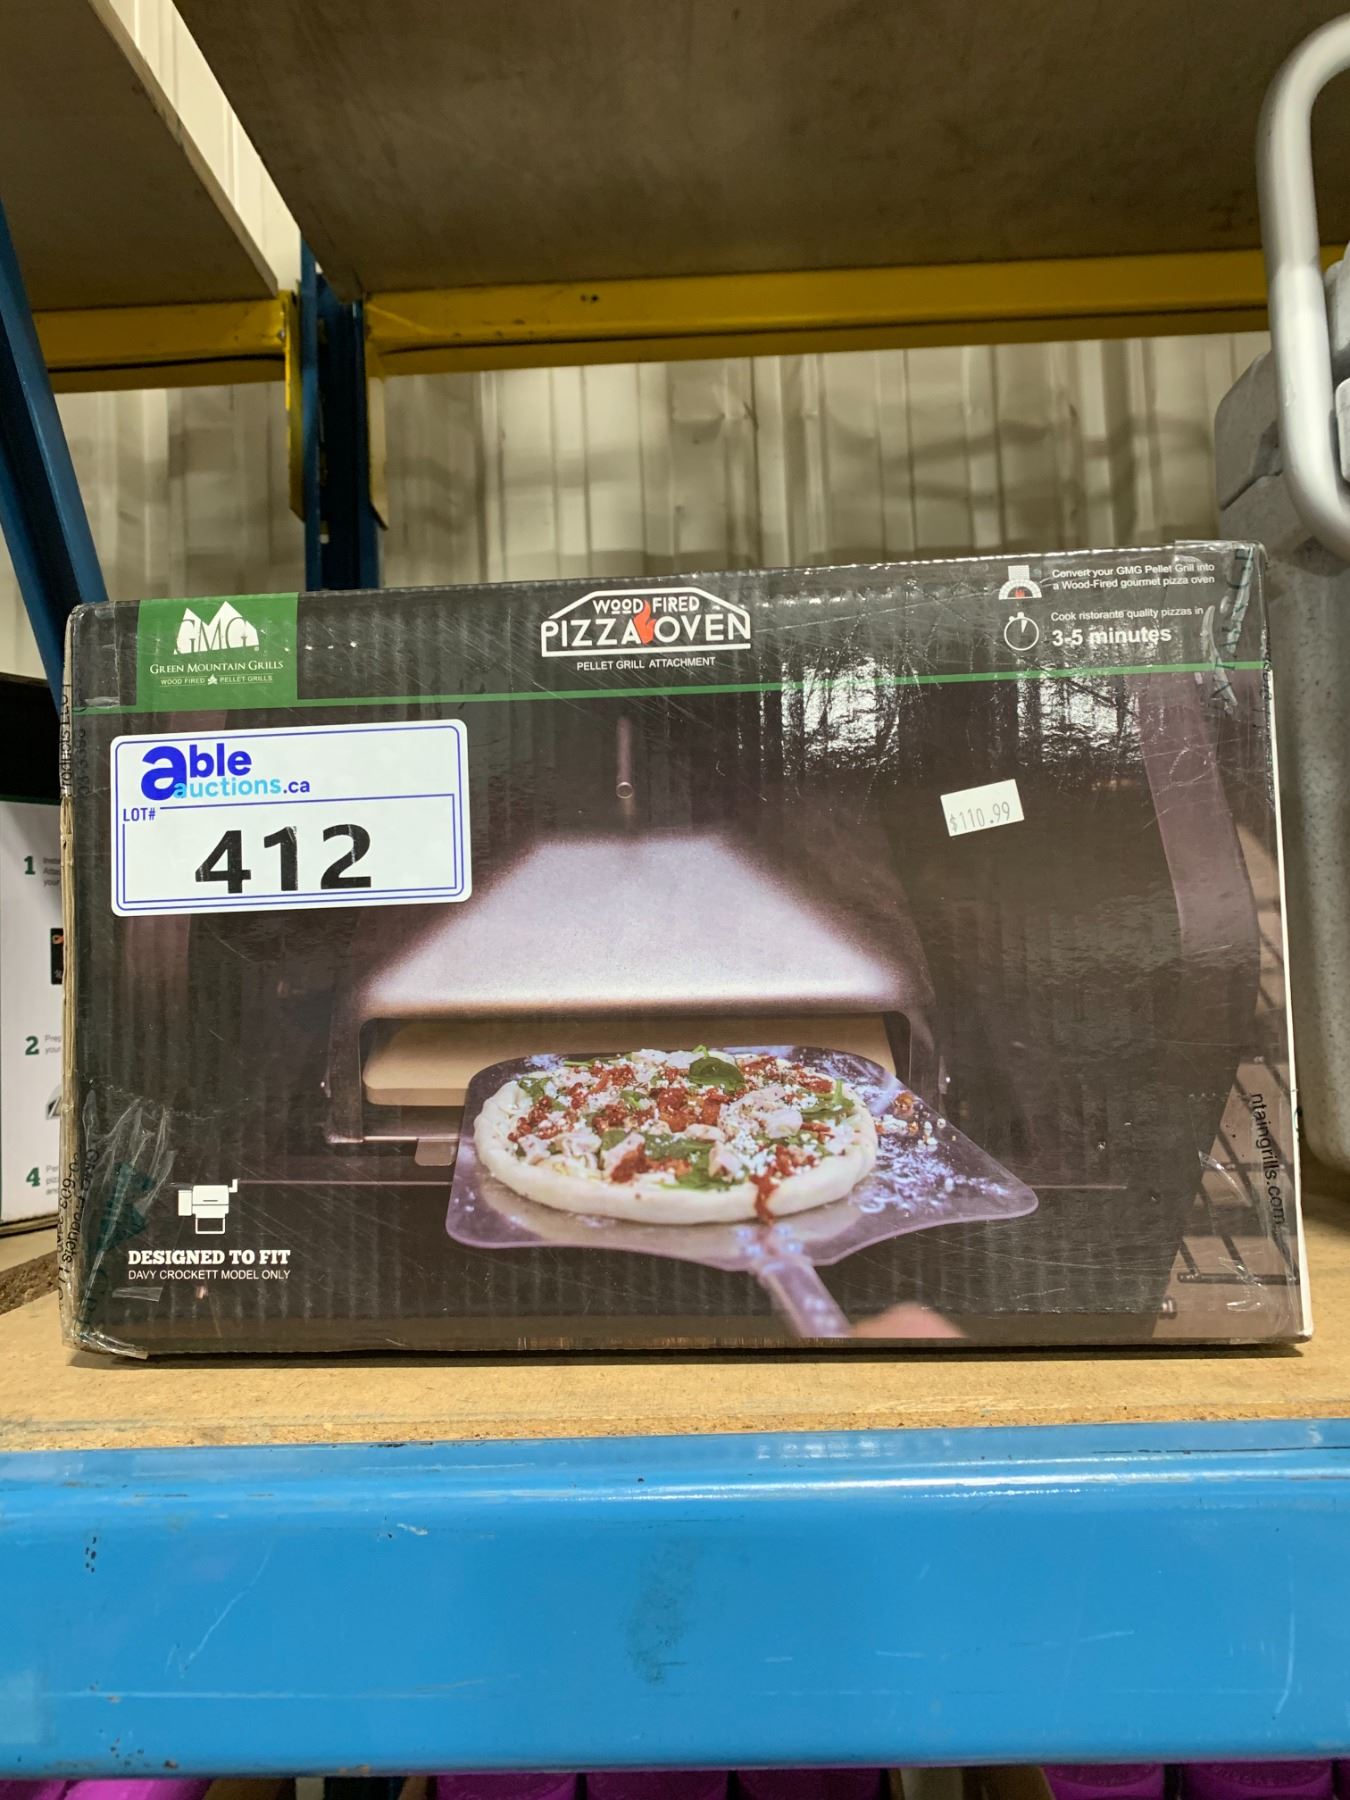 GMG
GREEN MOUNTAIN GRILLS
WOOD FIRED PELLET GRILLS
WOOD FIRED
PIZZA OVEN
PELLET GRILL ATTACHMENT
Convert your GMG Pellet Grill into
a Wood-Fired gourmet pizza oven
Cook ristorante quality pizzas in
3-5 minutes
able
auctions.ca
LOT#
412
$110.99
1
2
4
ntaingrills.com
DESIGNED TO FIT
DAVY CROCKETT MODEL ONLY